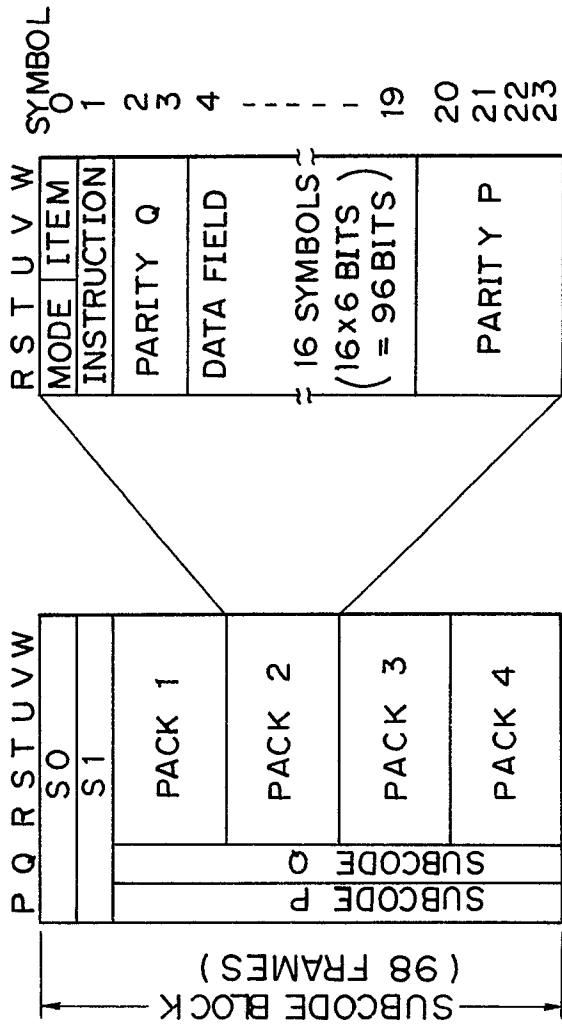 P Q R S T U V W
S0
S1
PACK 1
PACK 2
PACK 3
PACK 4
SUBCODE Q
SUBCODE P
SUBCODE BLOCK
(98 FRAMES)
R S T U V W
SYMBOL
MODE ITEM 0
INSTRUCTION 1
PARITY Q 2
3
DATA FIELD 4
16 SYMBOLS
(16×6 BITS
= 96 BITS) 19
PARITY P 20
21
22
23